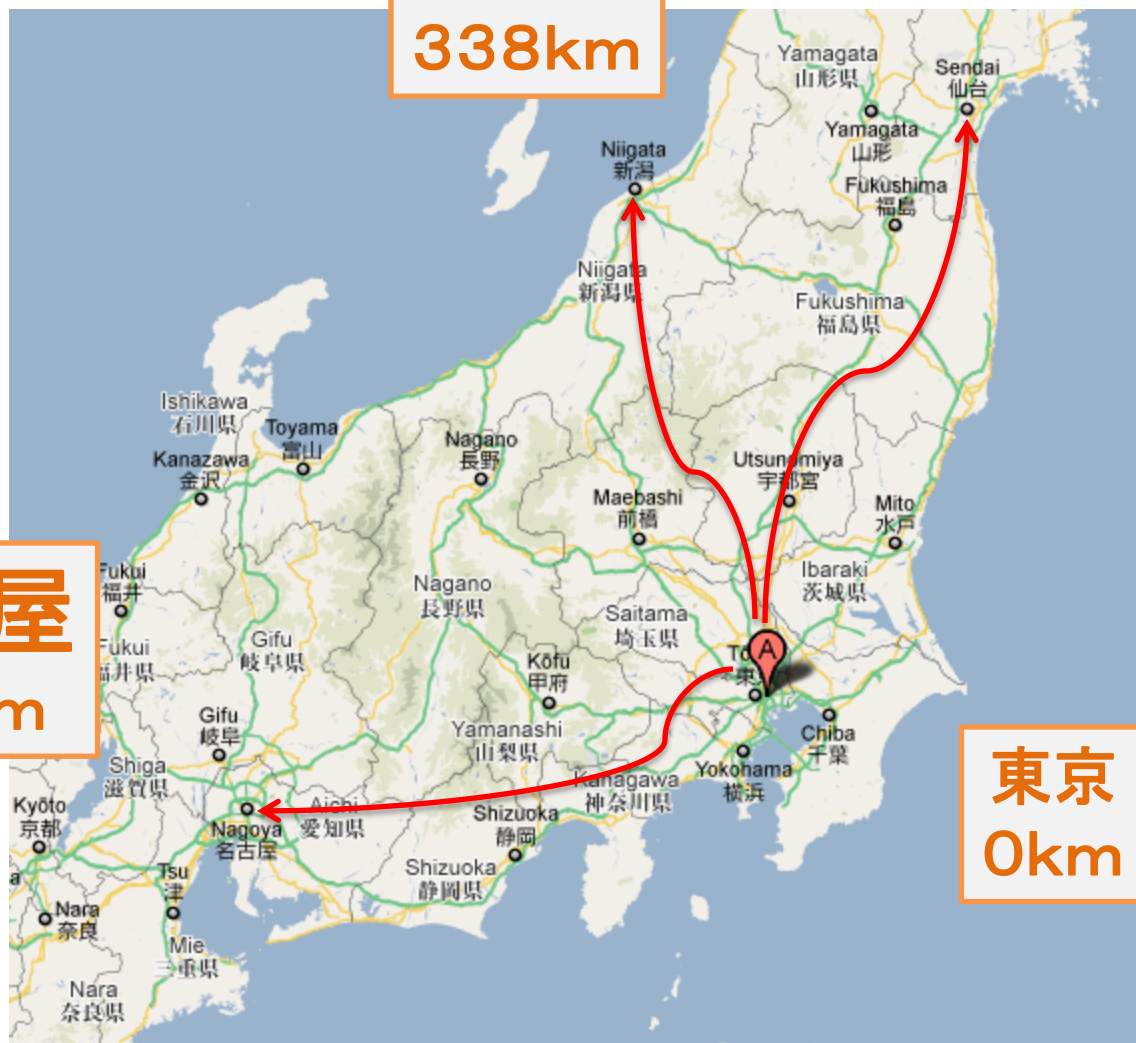 338km
Yamagata
山形県
Sendai
仙台
Yamagata
山形
Niigata
新潟
Fukushima
福島
Niigata
新潟県
Fukushima
福島県
Ishikawa
石川県
Toyama
富山
Kanazawa
金沢
Nagano
長野
Utsunomiya
宇都宮
Maebashi
前橋
Mito
水戸
屋
m
Fukui
福井
Nagano
長野県
Ibaraki
茨城県
Saitama
埼玉県
A
Fukui
福井県
Gifu
岐阜県
Kōfu
甲府
Gifu
岐阜
Yamanashi
山梨県
Chiba
千葉
東京
0km
Shiga
滋賀県
Kanagawa
神奈川県
Yokohama
横浜
Kyōto
京都
Aichi
愛知県
Nagoya
名古屋
Shizuoka
静岡
Shizuoka
静岡県
Tsu
津
a
Nara
奈良
Mie
三重県
Nara
奈良県